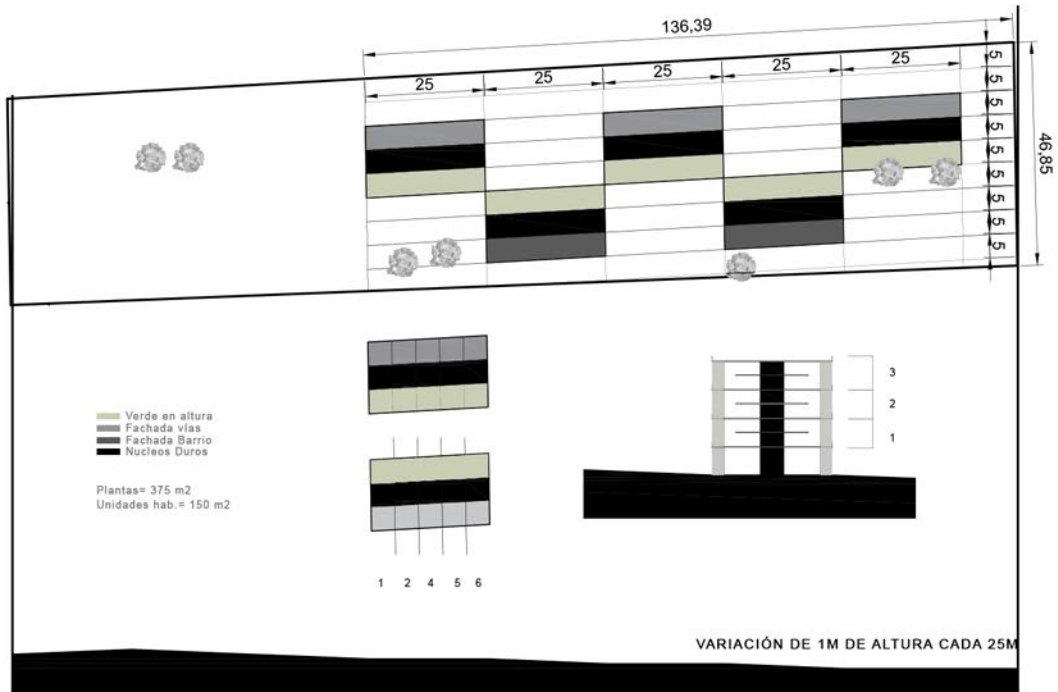 136,39
25
25
25
25
25
5
5
5
5
5
5
5
5
5
46,85
Verde en altura
Fachada vías
Fachada Barrio
Nucleos Duros
Plantas= 375 m2
Unidades hab.= 150 m2
3
2
1
1 2 4 5 6
VARIACIÓN DE 1M DE ALTURA CADA 25M